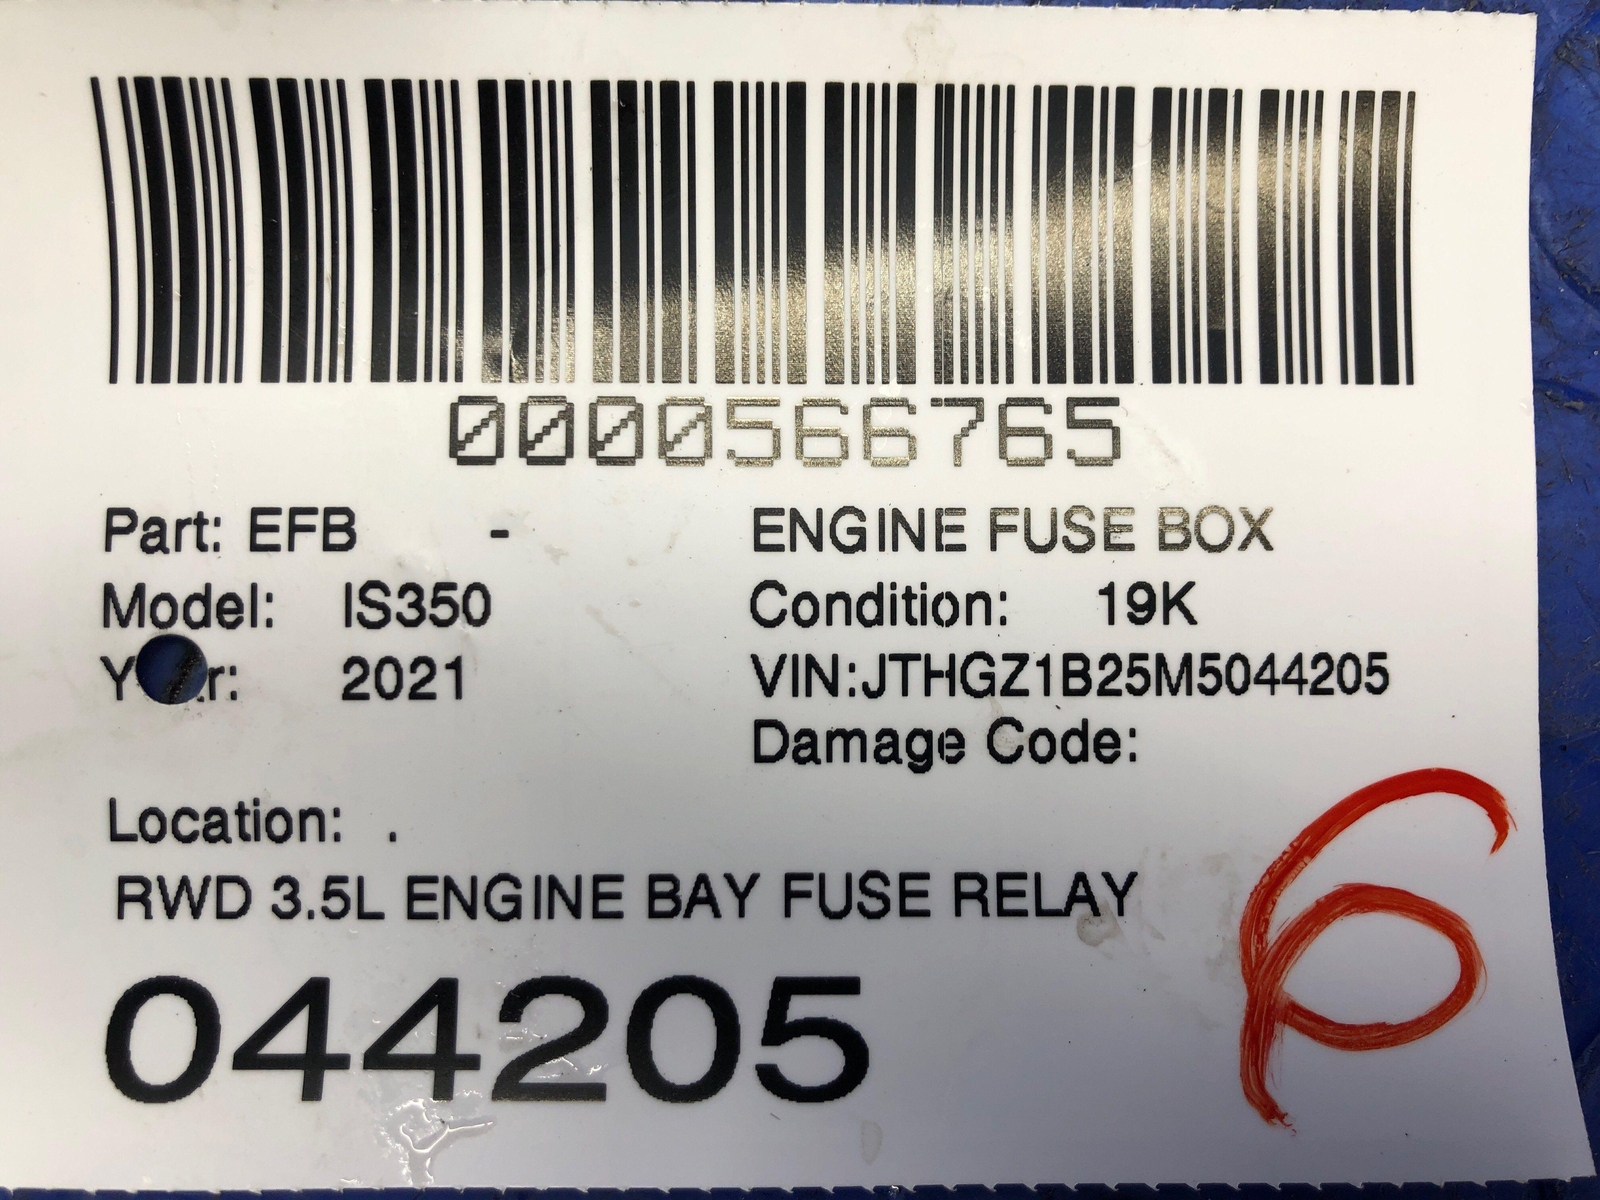 0000566765
Part: EFB - ENGINE FUSE BOX
Model: IS350 Condition: 19K
2021 VIN:JTHGZ1B25M5044205
Damage Code:
Location: .
RWD 3.5L ENGINE BAY FUSE RELAY
044205